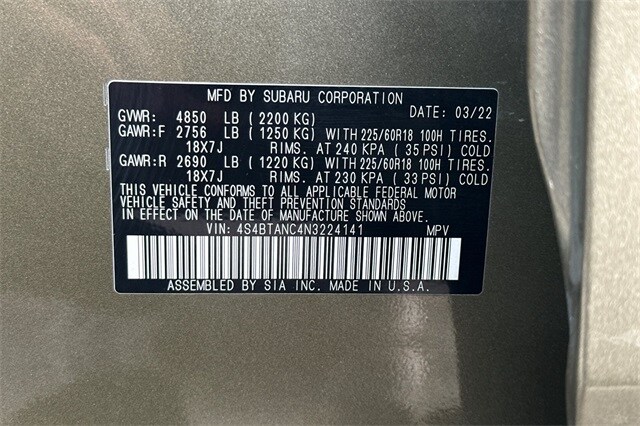 MFD BY SUBARU CORPORATION
DATE: 03/22
GVWR: 4850 LB (2200 KG)
GAWR:F 2756 LB (1250 KG) WITH 225/60R18 100H TIRES.
18X7J RIMS. AT 240 KPA (35 PSI) COLD
GAWR:R 2690 LB (1220 KG) WITH 225/60R18 100H TIRES.
18X7J RIMS. AT 230 KPA (33 PSI) COLD
THIS VEHICLE CONFORMS TO ALL APPLICABLE FEDERAL MOTOR
VEHICLE SAFETY AND THEFT PREVENTION STANDARDS
IN EFFECT ON THE DATE OF MANUFACTURE SHOWN ABOVE.
VIN: 4S4BTANC4N3224141 MPV
ASSEMBLED BY SIA INC. MADE IN U.S.A.